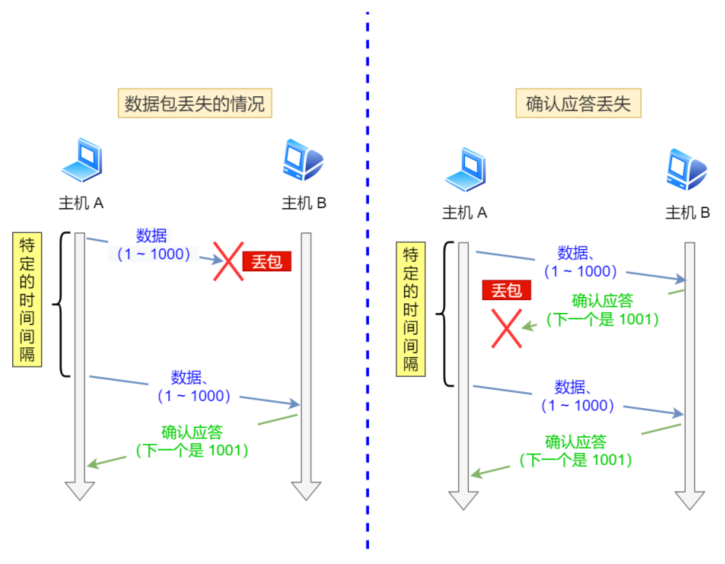 数据包丢失的情况
主机 A
主机 B
特定的时间间隔
数据
（1 ~ 1000）
丢包
数据、
（1 ~ 1000）
确认应答
（下一个是 1001）
确认应答丢失
主机 A
主机 B
特定的时间间隔
数据、
（1 ~ 1000）
丢包
确认应答
（下一个是 1001）
数据、
（1 ~ 1000）
确认应答
（下一个是 1001）